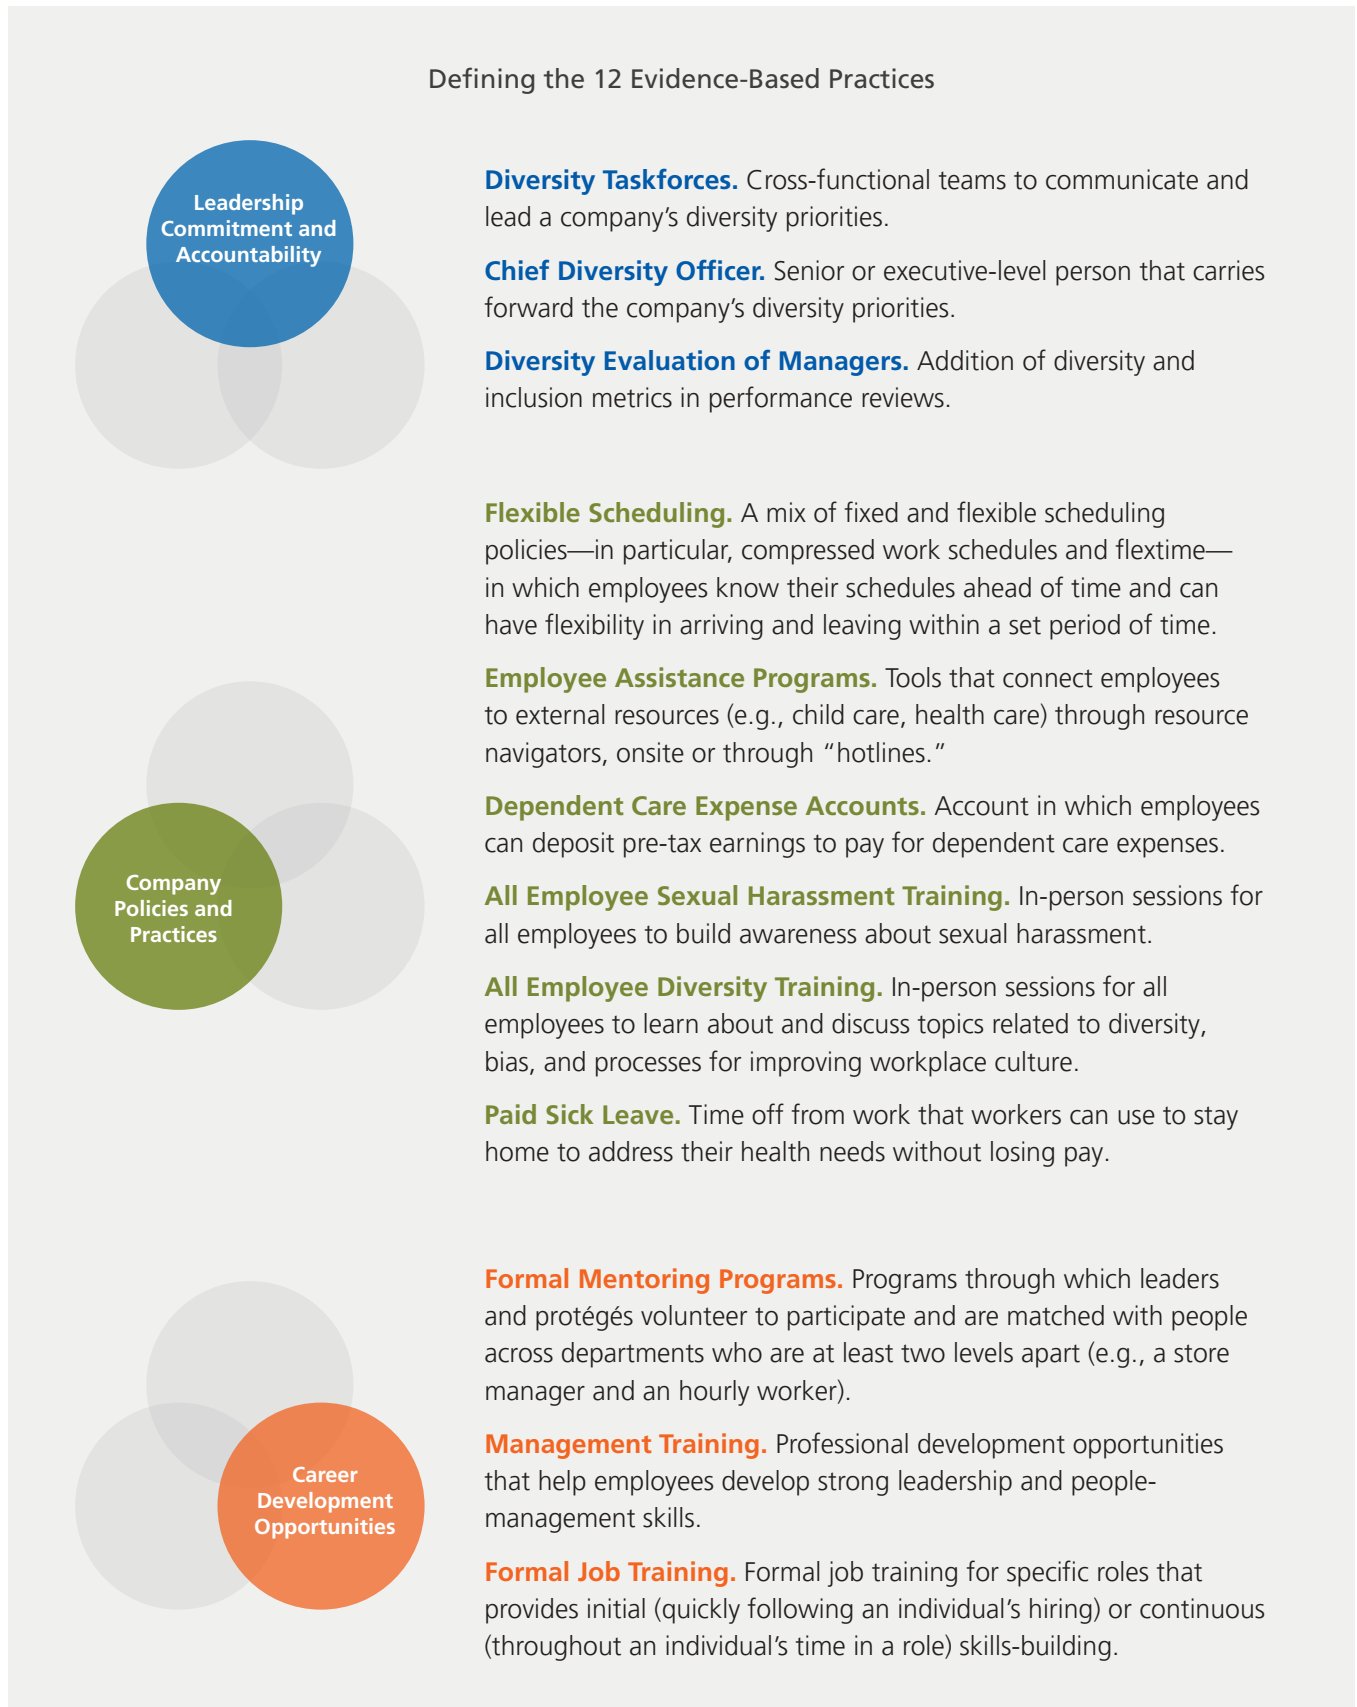 Defining the 12 Evidence-Based Practices
Leadership
Commitment and
Accountability
Diversity Taskforces. Cross-functional teams to communicate and
lead a company’s diversity priorities.
Chief Diversity Officer. Senior or executive-level person that carries
forward the company’s diversity priorities.
Diversity Evaluation of Managers. Addition of diversity and
inclusion metrics in performance reviews.
Company
Policies and
Practices
Flexible Scheduling. A mix of fixed and flexible scheduling
policies—in particular, compressed work schedules and flextime—
in which employees know their schedules ahead of time and can
have flexibility in arriving and leaving within a set period of time.
Employee Assistance Programs. Tools that connect employees
to external resources (e.g., child care, health care) through resource
navigators, onsite or through “hotlines.”
Dependent Care Expense Accounts. Account in which employees
can deposit pre-tax earnings to pay for dependent care expenses.
All Employee Sexual Harassment Training. In-person sessions for
all employees to build awareness about sexual harassment.
All Employee Diversity Training. In-person sessions for all
employees to learn about and discuss topics related to diversity,
bias, and processes for improving workplace culture.
Paid Sick Leave. Time off from work that workers can use to stay
home to address their health needs without losing pay.
Career
Development
Opportunities
Formal Mentoring Programs. Programs through which leaders
and protégés volunteer to participate and are matched with people
across departments who are at least two levels apart (e.g., a store
manager and an hourly worker).
Management Training. Professional development opportunities
that help employees develop strong leadership and people-
management skills.
Formal Job Training. Formal job training for specific roles that
provides initial (quickly following an individual’s hiring) or continuous
(throughout an individual’s time in a role) skills-building.